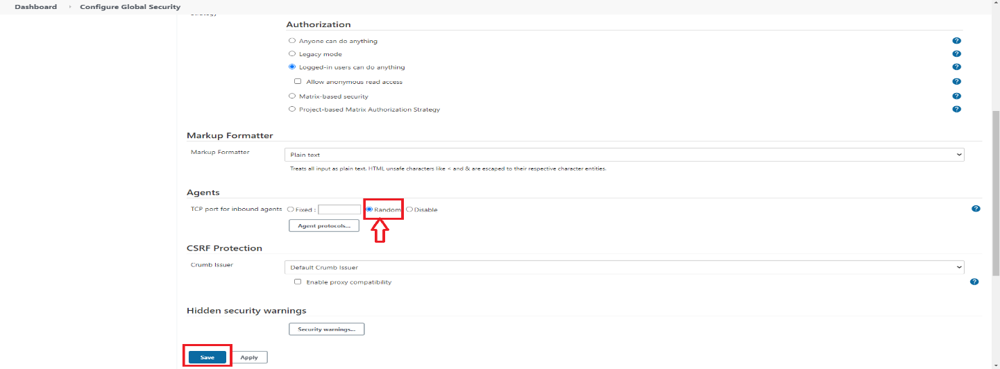 Dashboard › Configure Global Security
Strategy
Authorization
Anyone can do anything ?
Legacy mode ?
Logged-in users can do anything ?
Allow anonymous read access ?
Matrix-based security ?
Project-based Matrix Authorization Strategy ?
Markup Formatter
Markup Formatter Plain text
Treats all input as plain text. HTML unsafe characters like < and & are escaped to their respective character entities.
Agents
TCP port for inbound agents Fixed : Random Disable ?
Agent protocols...
CSRF Protection
Crumb Issuer Default Crumb Issuer
Enable proxy compatibility ?
Hidden security warnings
Security warnings...
Save Apply